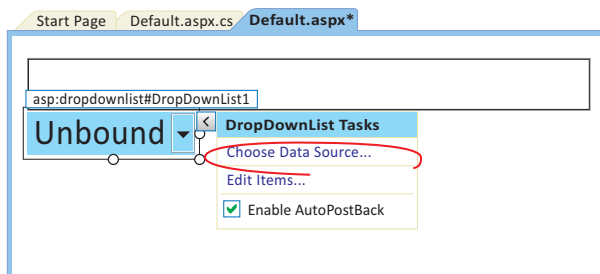 Start Page Default.aspx.cs Default.aspx*
asp:dropdownlist#DropDownList1
Unbound
DropDownList Tasks
Choose Data Source...
Edit Items...
Enable AutoPostBack